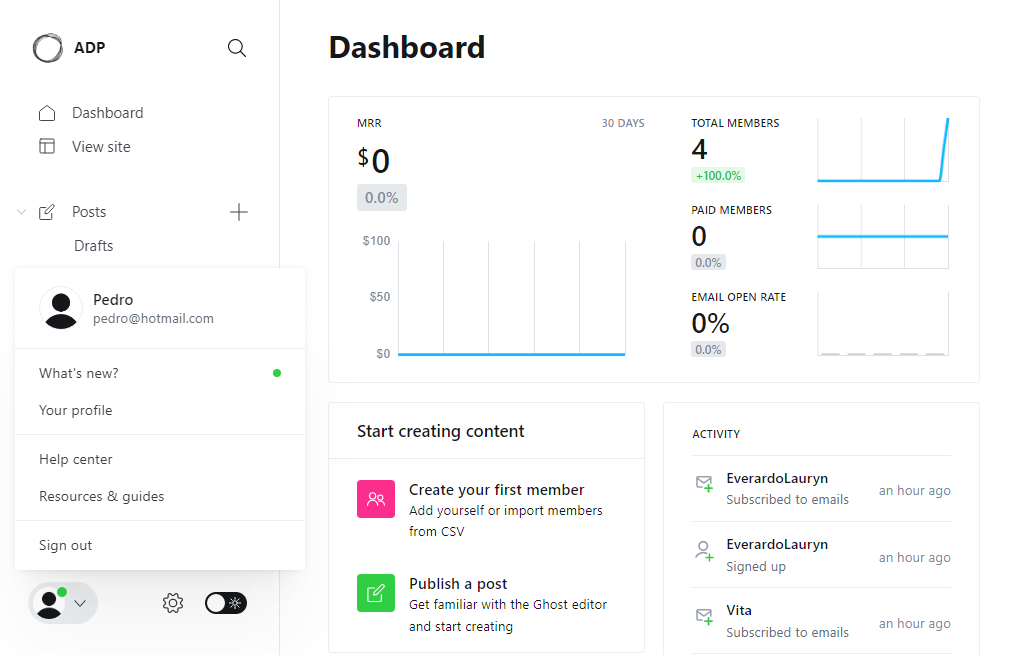 ADP
Dashboard
View site
Posts
Drafts
Pedro
pedro@hotmail.com
What's new?
Your profile
Help center
Resources & guides
Sign out
Dashboard
MRR
30 DAYS
$0
0.0%
$100
$50
$0
TOTAL MEMBERS
4
+100.0%
PAID MEMBERS
0
0.0%
EMAIL OPEN RATE
0%
0.0%
Start creating content
Create your first member
Add yourself or import members
from CSV
Publish a post
Get familiar with the Ghost editor
and start creating
ACTIVITY
EverardoLauryn
Subscribed to emails
an hour ago
EverardoLauryn
Signed up
an hour ago
Vita
Subscribed to emails
an hour ago